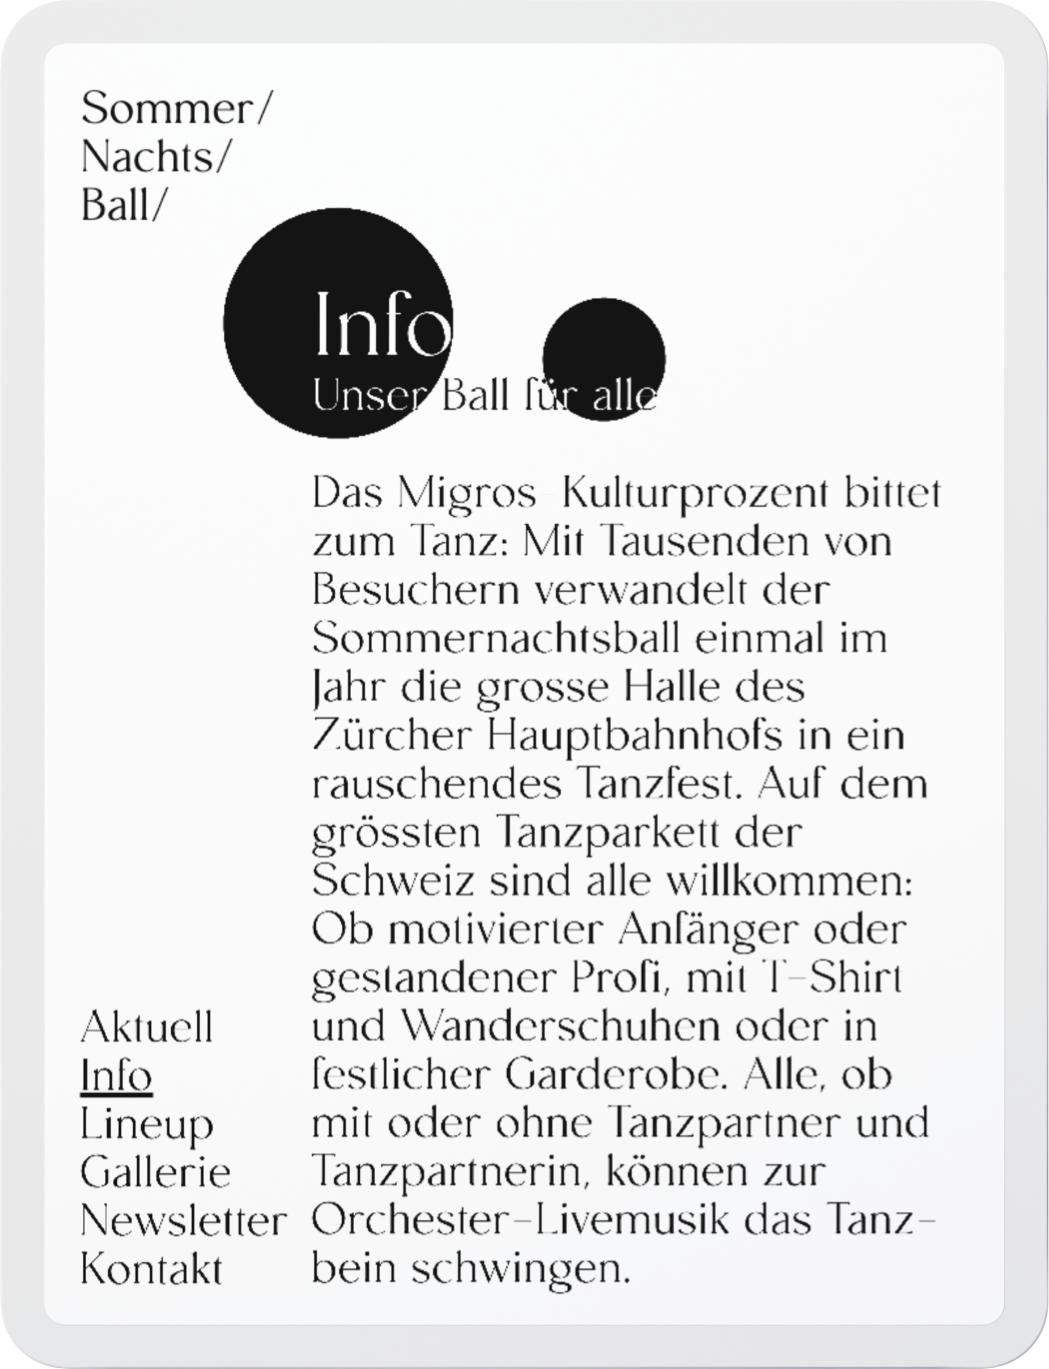 Sommer/
Nachts/
Ball/
Info
Unser Ball für alle
Das Migros-Kulturprozent bittet
zum Tanz: Mit Tausenden von
Besuchern verwandelt der
Sommernachtsball einmal im
Jahr die grosse Halle des
Zürcher Hauptbahnhofs in ein
rauschendes Tanzfest. Auf dem
grössten Tanzparkett der
Schweiz sind alle willkommen:
Ob motivierter Anfänger oder
gestandener Profi, mit T-Shirt
und Wanderschuhen oder in
festlicher Garderobe. Alle, ob
mit oder ohne Tanzpartner und
Tanzpartnerin, können zur
Orchester-Livemusik das Tanz-
bein schwingen.
Aktuell
Info
Lineup
Gallerie
Newsletter
Kontakt